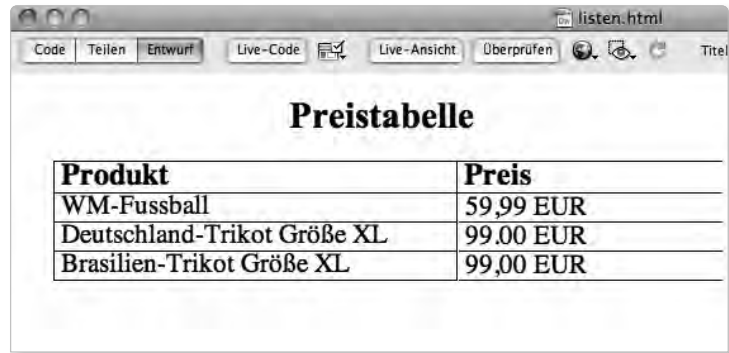 listen.html
Code Teilen Entwurf Live-Code Live-Ansicht Überprüfen Titel
Preistabelle
Produkt Preis
WM-Fussball 59,99 EUR
Deutschland-Trikot Größe XL 99.00 EUR
Brasilien-Trikot Größe XL 99,00 EUR